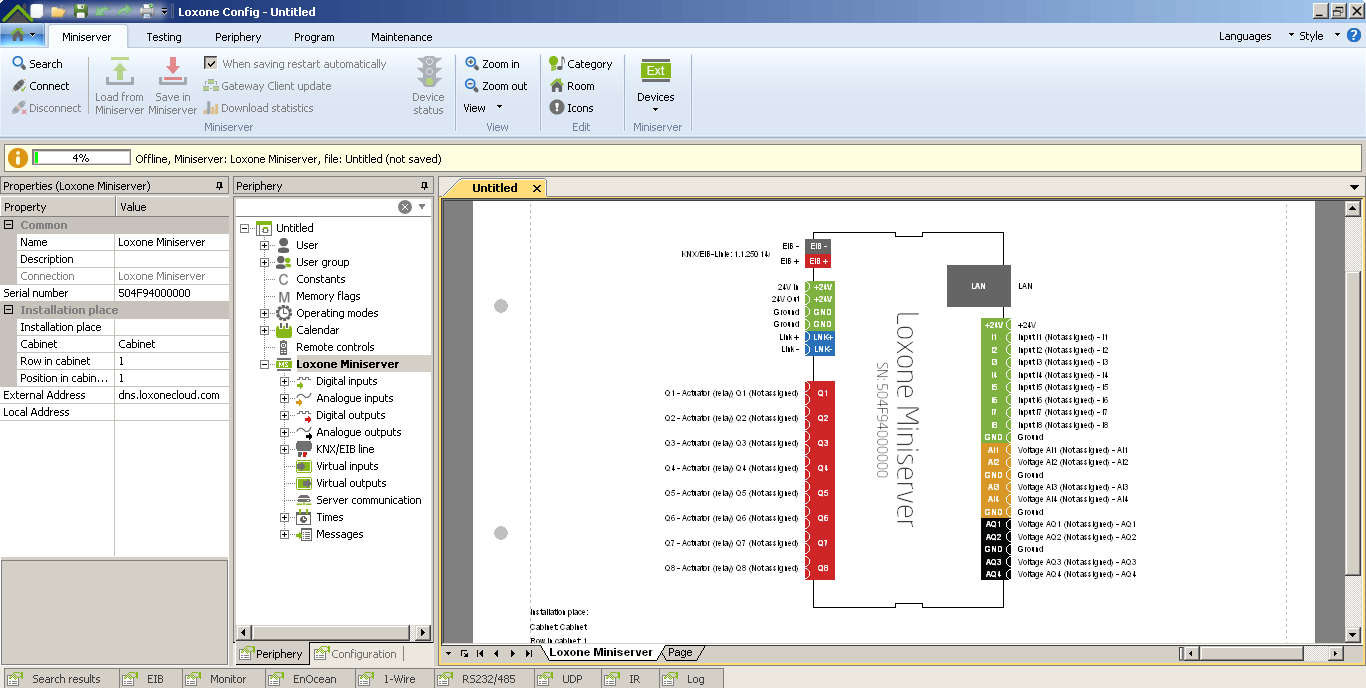 Loxone Config - Untitled
Miniserver
Testing
Periphery
Program
Maintenance
Languages
Style
Search
Connect
Disconnect
Load from Miniserver
Save in Miniserver
When saving restart automatically
Gateway Client update
Download statistics
Miniserver
Device status
Zoom in
Zoom out
View
View
Category
Room
Icons
Edit
Ext
Devices
Miniserver
4%
Offline, Miniserver: Loxone Miniserver, file: Untitled (not saved)
Properties (Loxone Miniserver)
Property Value
Common
Name Loxone Miniserver
Description
Connection Loxone Miniserver
Serial number 504F94000000
Installation place
Installation place
Cabinet Cabinet
Row in cabinet 1
Position in cabin... 1
External Address dns.loxonecloud.com
Local Address
Periphery
Untitled
User
User group
C Constants
M Memory flags
Operating modes
Calendar
Remote controls
MS Loxone Miniserver
Digital inputs
Analogue inputs
Digital outputs
Analogue outputs
KNX/EIB line
Virtual inputs
Virtual outputs
Server communication
Times
Messages
Periphery
Configuration
Untitled
KNX/EIB-Linie: 1.1.250 14/
EIB - EIB -
EIB + EIB +
24V In +24V
24V Out +24V
Ground GND
Ground GND
Link + LNK+
Link - LNK-
Q1 - Actuator (relay) Q1 (Not assigned) Q1
Q2 - Actuator (relay) Q2 (Not assigned) Q2
Q3 - Actuator (relay) Q3 (Not assigned) Q3
Q4 - Actuator (relay) Q4 (Not assigned) Q4
Q5 - Actuator (relay) Q5 (Not assigned) Q5
Q6 - Actuator (relay) Q6 (Not assigned) Q6
Q7 - Actuator (relay) Q7 (Not assigned) Q7
Q8 - Actuator (relay) Q8 (Not assigned) Q8
Loxone Miniserver
SN: 504F94000000
LAN LAN
+24V +24V
I1 Input I1 (Not assigned) - I1
I2 Input I2 (Not assigned) - I2
I3 Input I3 (Not assigned) - I3
I4 Input I4 (Not assigned) - I4
I5 Input I5 (Not assigned) - I5
I6 Input I6 (Not assigned) - I6
I7 Input I7 (Not assigned) - I7
I8 Input I8 (Not assigned) - I8
GND Ground
AI1 Voltage AI1 (Not assigned) - AI1
AI2 Voltage AI2 (Not assigned) - AI2
GND Ground
AI3 Voltage AI3 (Not assigned) - AI3
AI4 Voltage AI4 (Not assigned) - AI4
GND Ground
AQ1 Voltage AQ1 (Not assigned) - AQ1
AQ2 Voltage AQ2 (Not assigned) - AQ2
GND Ground
AQ3 Voltage AQ3 (Not assigned) - AQ3
AQ4 Voltage AQ4 (Not assigned) - AQ4
Installation place:
Cabinet: Cabinet
Row in cabinet: 1
Loxone Miniserver
Page
Search results
EIB
Monitor
EnOcean
1-Wire
RS232/485
UDP
IR
Log